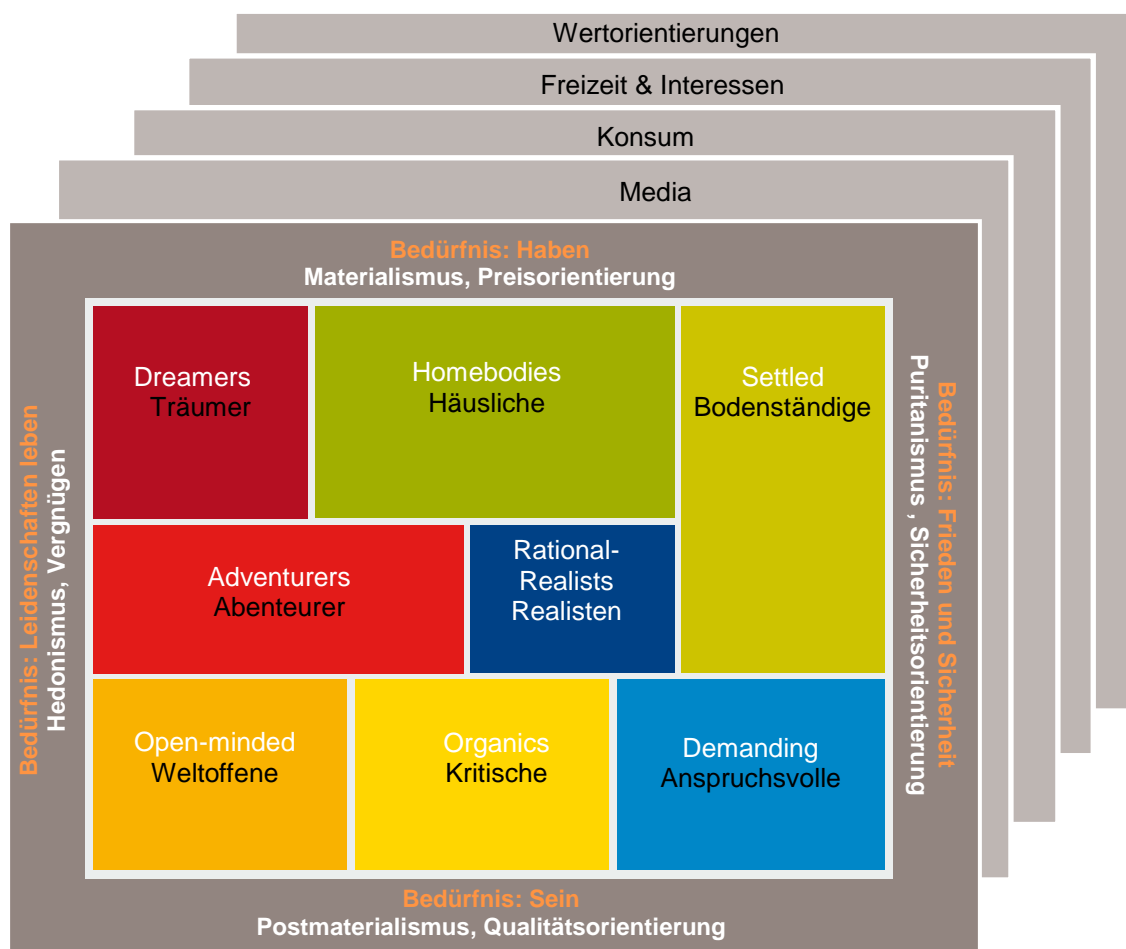 Wertorientierungen
Freizeit & Interessen
Konsum
Media
Bedürfnis: Haben
Materialismus, Preisorientierung
Bedürfnis: Leidenschaften leben
Hedonismus, Vergnügen
Dreamers
Träumer
Homebodies
Häusliche
Settled
Bodenständige
Adventurers
Abenteurer
Rational-
Realists
Realisten
Open-minded
Weltoffene
Organics
Kritische
Demanding
Anspruchsvolle
Bedürfnis: Frieden und Sicherheit
Puritanismus , Sicherheitsorientierung
Bedürfnis: Sein
Postmaterialismus, Qualitätsorientierung